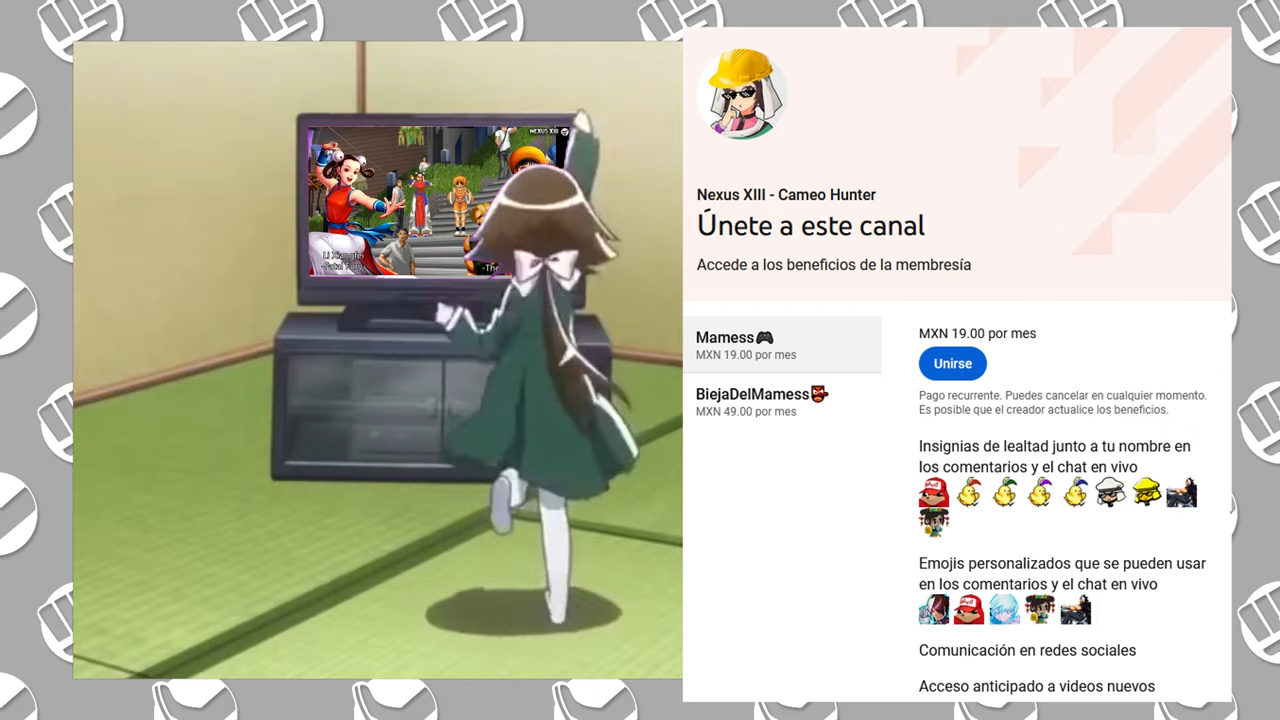 NEXUS XIII
Li Xiangfei
-Fatal Fury-
-The
Nexus XIII - Cameo Hunter
Únete a este canal
Accede a los beneficios de la membresía
Mamess
MXN 19.00 por mes
BiejaDelMamess
MXN 49.00 por mes
MXN 19.00 por mes
Unirse
Pago recurrente. Puedes cancelar en cualquier momento.
Es posible que el creador actualice los beneficios.
Insignias de lealtad junto a tu nombre en
los comentarios y el chat en vivo
Emojis personalizados que se pueden usar
en los comentarios y el chat en vivo
Comunicación en redes sociales
Acceso anticipado a videos nuevos